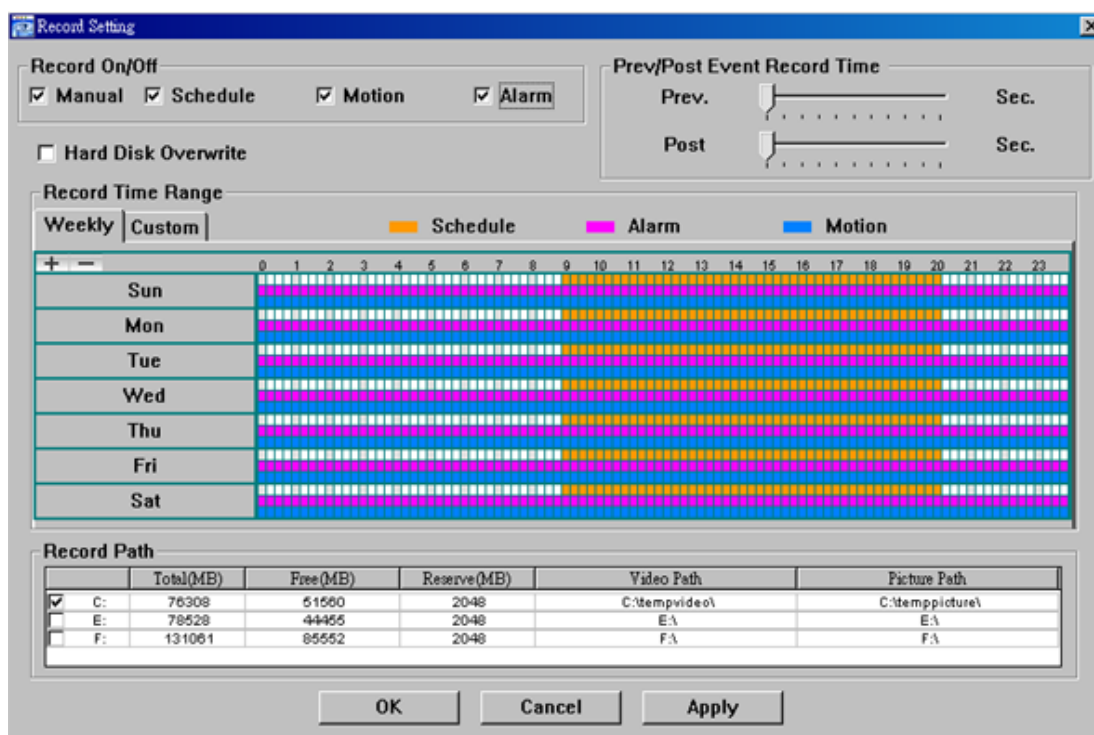 Record Setting
Record On/Off
Manual Schedule Motion Alarm
Prev/Post Event Record Time
Prev. Sec.
Post Sec.
Hard Disk Overwrite
Record Time Range
Weekly Custom Schedule Alarm Motion
+ − 0 1 2 3 4 5 6 7 8 9 10 11 12 13 14 15 16 17 18 19 20 21 22 23
Sun
Mon
Tue
Wed
Thu
Fri
Sat
Record Path
Total(MB) Free(MB) Reserve(MB) Video Path Picture Path
C: 76308 51560 2048 C:\tempvideo\ C:\temppicture\
E: 78528 44455 2048 E:\ E:\
F: 131061 85552 2048 F:\ F:\
OK Cancel Apply